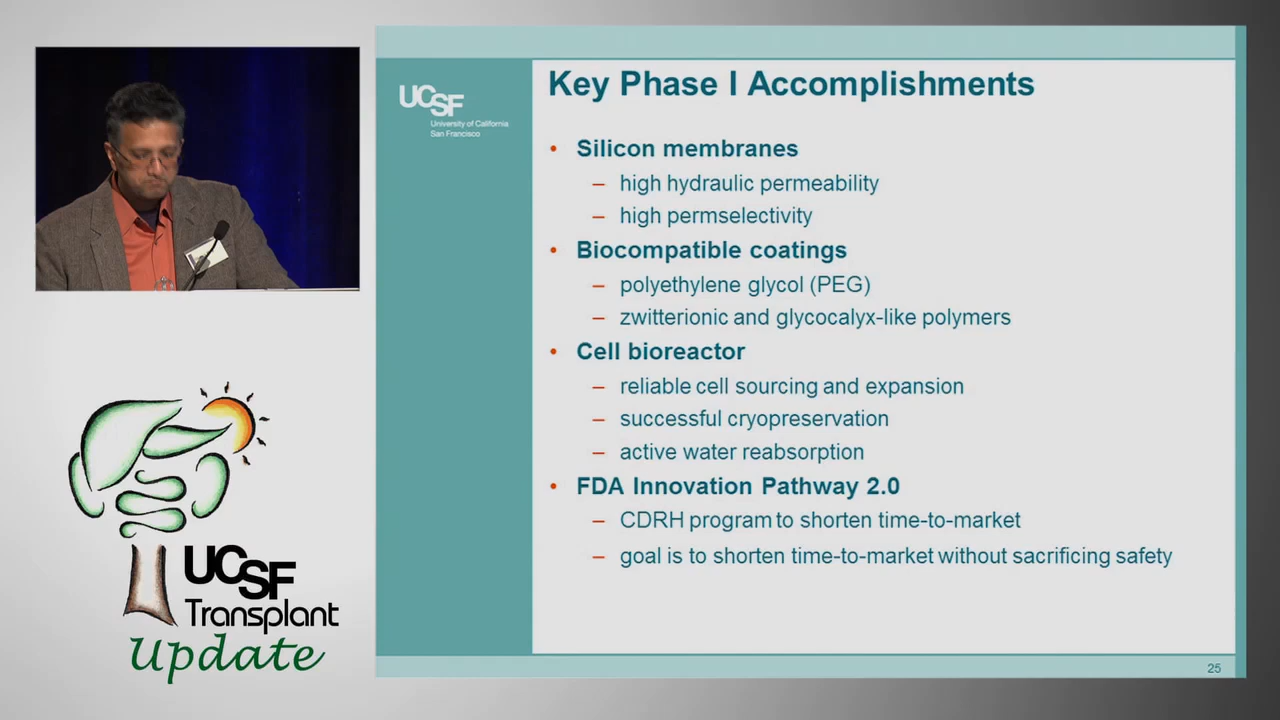 UCSF
University of California
San Francisco
Key Phase I Accomplishments
• Silicon membranes
– high hydraulic permeability
– high permselectivity
• Biocompatible coatings
– polyethylene glycol (PEG)
– zwitterionic and glycocalyx-like polymers
• Cell bioreactor
– reliable cell sourcing and expansion
– successful cryopreservation
– active water reabsorption
• FDA Innovation Pathway 2.0
– CDRH program to shorten time-to-market
– goal is to shorten time-to-market without sacrificing safety
25
UCSF
Transplant
Update